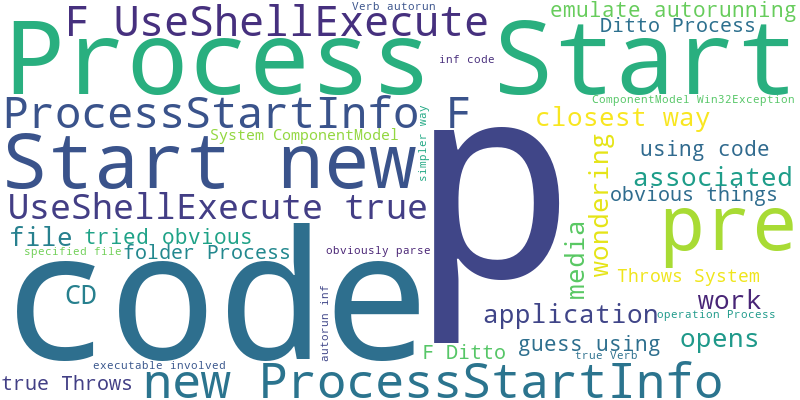 Verb autorun
F UseShellExecute
emulate autorunning
Process Start
Ditto Process
inf code
ProcessStartInfo F
ComponentModel Win32Exception
closest way
System ComponentModel
simpler way
Start new
p
wondering
using code
associated
obvious things
UseShellExecute true
pre
file
tried obvious
specified file
folder Process
obviously parse
media
Throws System
CD
code
autorun inf
application
work
operation Process
guess using
opens
F Ditto
true Verb
executable involved
true Throws
new ProcessStartInfo